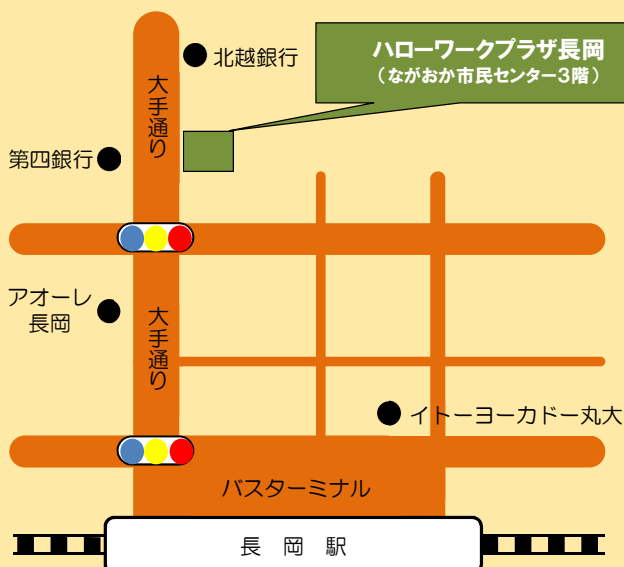 北越銀行
ハローワークプラザ長岡
(ながおか市民センター3階)
大手通り
第四銀行
アオーレ
長岡
大手通り
イトーヨーカドー丸大
バスターミナル
長岡駅